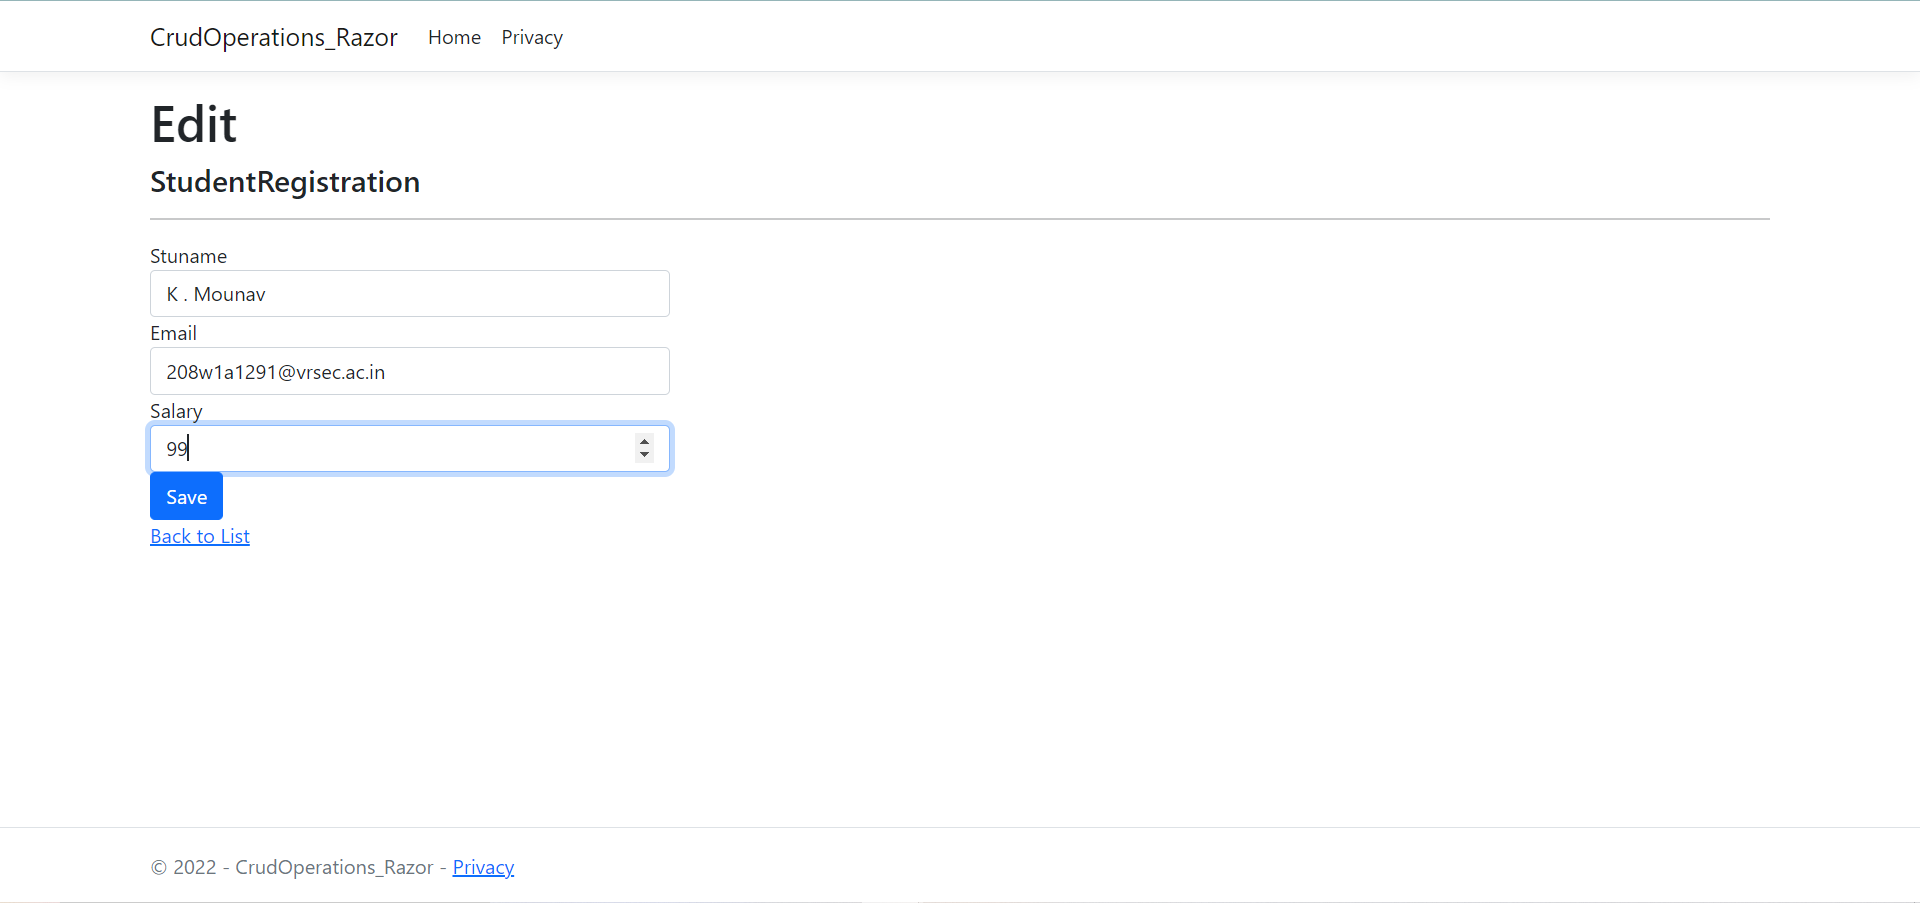 CrudOperations_Razor Home Privacy
Edit
StudentRegistration
Stuname
K . Mounav
Email
208w1a1291@vrsec.ac.in
Salary
99
Save
Back to List
© 2022 - CrudOperations_Razor - Privacy